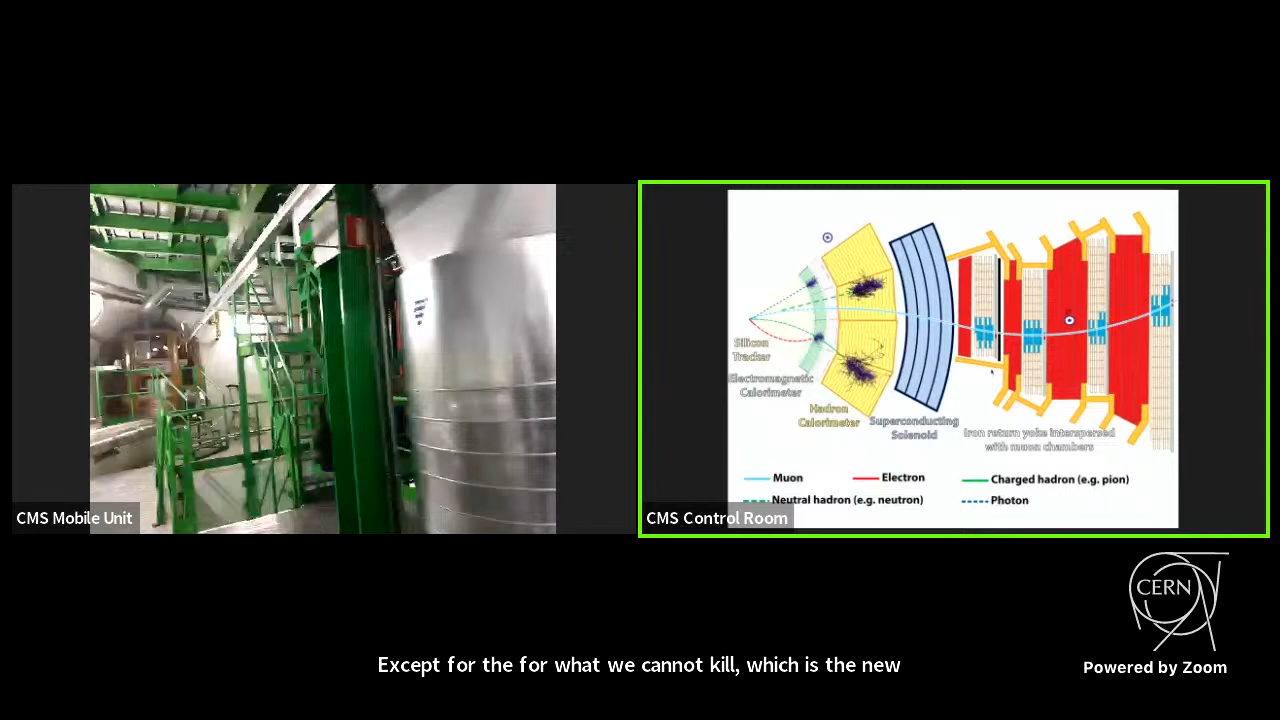 Silicon
Tracker
Electromagnetic
Calorimeter
Hadron
Calorimeter
Superconducting
Solenoid
Iron return yoke interspersed
with muon chambers
Muon
Electron
Charged hadron (e.g. pion)
Neutral hadron (e.g. neutron)
Photon
CMS Mobile Unit
CMS Control Room
CERN
Powered by Zoom
Except for the for what we cannot kill, which is the new